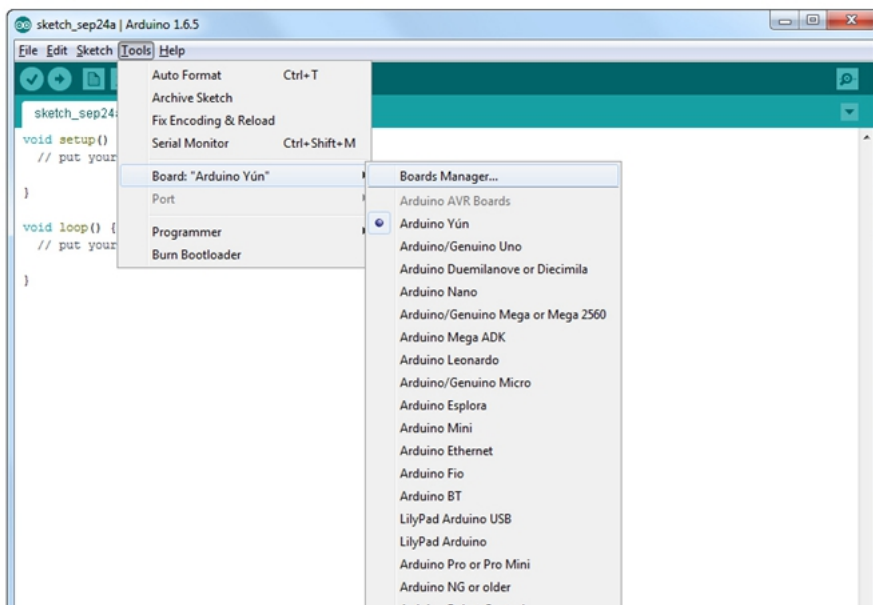 sketch_sep24a | Arduino 1.6.5
File Edit Sketch Tools Help
sketch_sep24a
void setup() 
// put your
}
void loop() {
// put your
}
Auto Format Ctrl+T
Archive Sketch
Fix Encoding & Reload
Serial Monitor Ctrl+Shift+M
Board: "Arduino Yún"
Port
Programmer
Burn Bootloader
Boards Manager...
Arduino AVR Boards
Arduino Yún
Arduino/Genuino Uno
Arduino Duemilanove or Diecimila
Arduino Nano
Arduino/Genuino Mega or Mega 2560
Arduino Mega ADK
Arduino Leonardo
Arduino/Genuino Micro
Arduino Esplora
Arduino Mini
Arduino Ethernet
Arduino Fio
Arduino BT
LilyPad Arduino USB
LilyPad Arduino
Arduino Pro or Pro Mini
Arduino NG or older